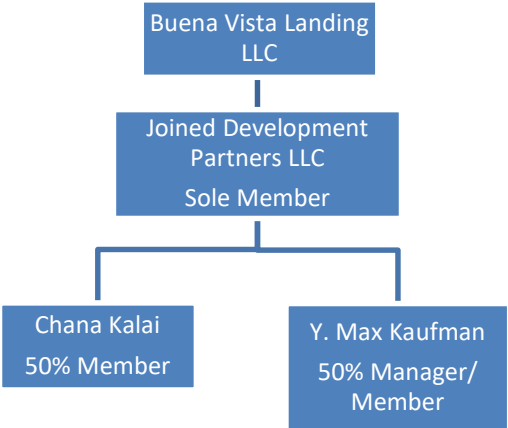 Buena Vista Landing
LLC
Joined Development
Partners LLC
Sole Member
Chana Kalai
50% Member
Y. Max Kaufman
50% Manager/
Member